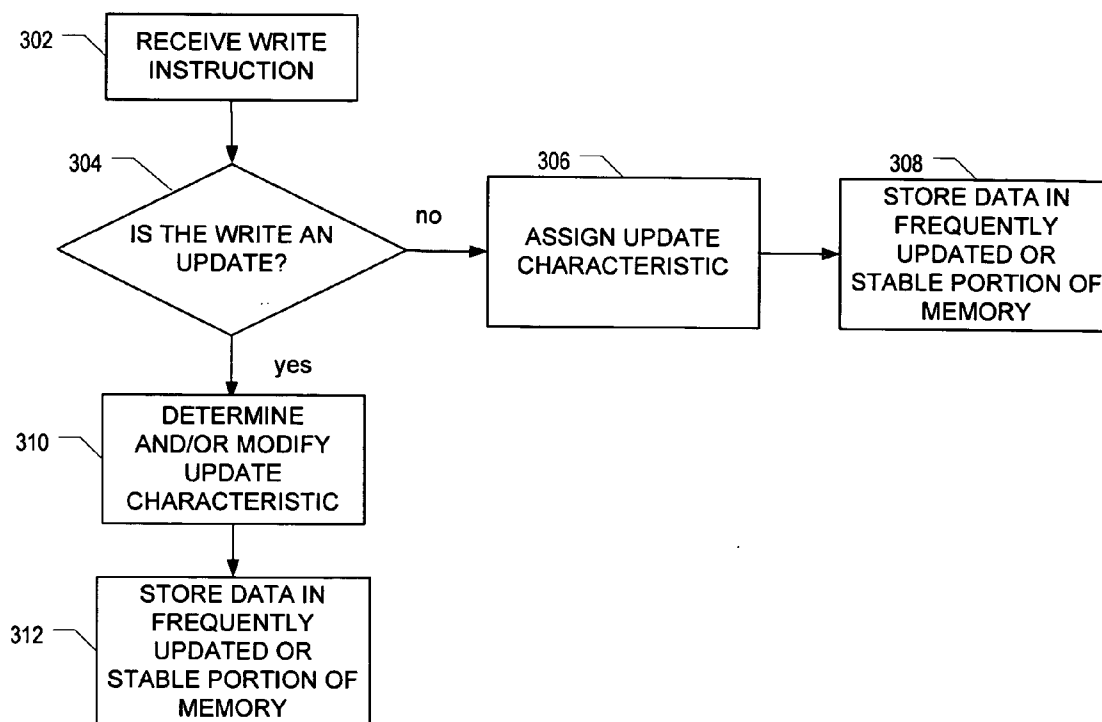 302
RECEIVE WRITE
INSTRUCTION
304
IS THE WRITE AN
UPDATE?
no
306
ASSIGN UPDATE
CHARACTERISTIC
308
STORE DATA IN
FREQUENTLY
UPDATED OR
STABLE PORTION OF
MEMORY
yes
310
DETERMINE
AND/OR MODIFY
UPDATE
CHARACTERISTIC
312
STORE DATA IN
FREQUENTLY
UPDATED OR
STABLE PORTION OF
MEMORY